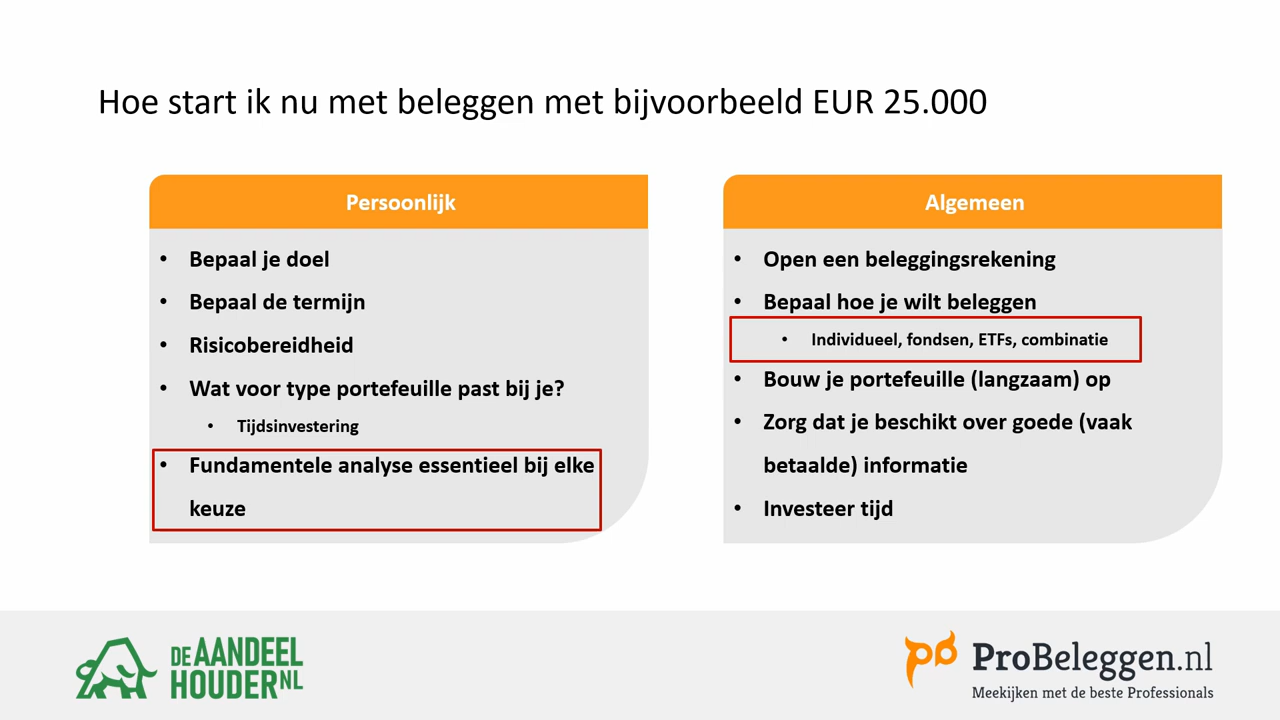 Hoe start ik nu met beleggen met bijvoorbeeld EUR 25.000
Persoonlijk
• Bepaal je doel
• Bepaal de termijn
• Risicobereidheid
• Wat voor type portefeuille past bij je?
• Tijdsinvestering
• Fundamentele analyse essentieel bij elke
keuze
Algemeen
• Open een beleggingsrekening
• Bepaal hoe je wilt beleggen
• Individueel, fondsen, ETFs, combinatie
• Bouw je portefeuille (langzaam) op
• Zorg dat je beschikt over goede (vaak
betaalde) informatie
• Investeer tijd
DE AANDEEL
HOUDER NL
ProBeleggen.nl
Meekijken met de beste Professionals